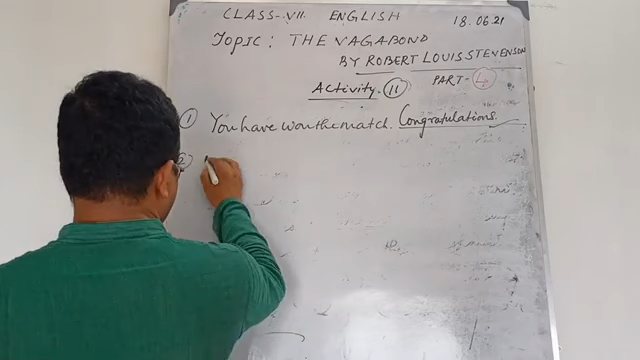 CLASS-VII ENGLISH 18.06.21
TOPIC: THE VAGABOND
BY ROBERT LOUIS STEVENSON
Activity. 11 PART-4
1 You have won the match. Congratulations.
2